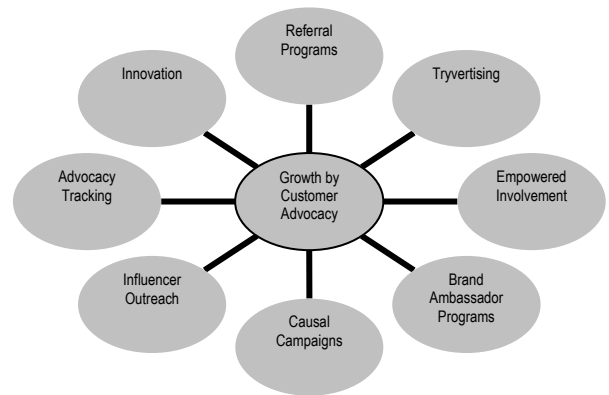 Referral
Programs
Innovation
Tryvertising
Advocacy
Tracking
Growth by
Customer
Advocacy
Empowered
Involvement
Influencer
Outreach
Brand
Ambassador
Programs
Causal
Campaigns